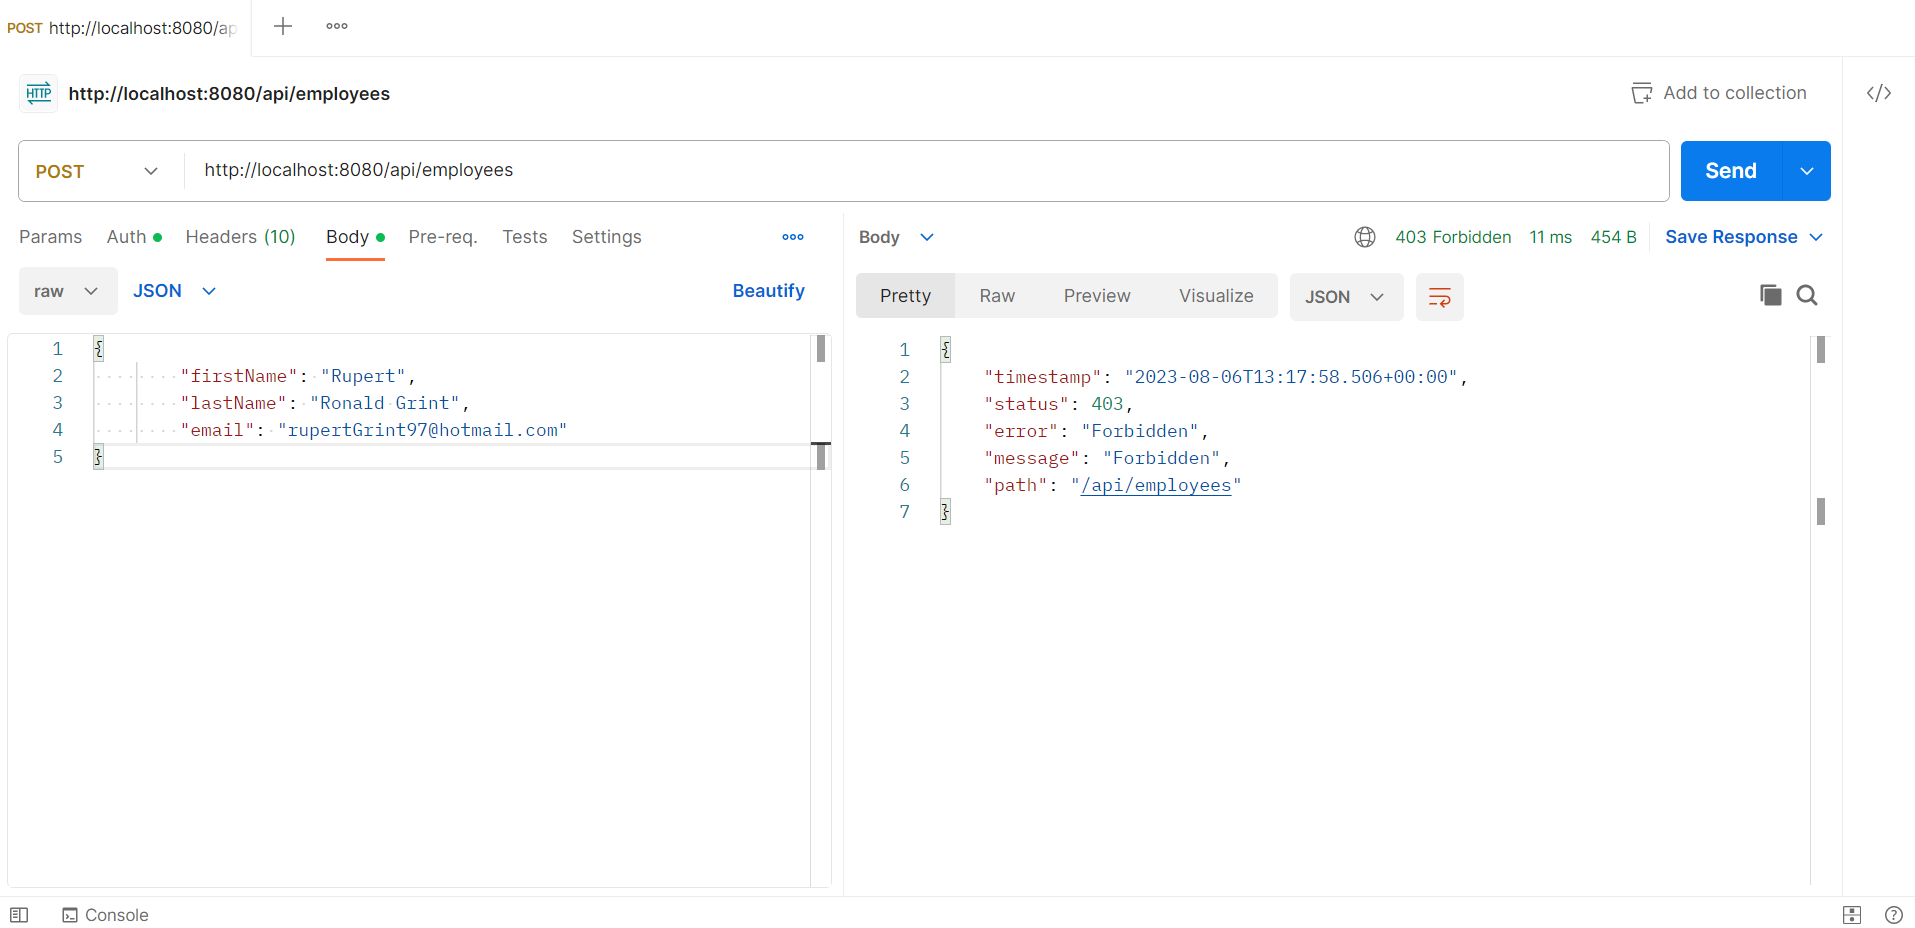 POST http://localhost:8080/ap
HTTP http://localhost:8080/api/employees
Add to collection
</>
POST http://localhost:8080/api/employees
Send
Params Auth Headers (10) Body Pre-req. Tests Settings
raw JSON Beautify
1 {
2 "firstName": "Rupert",
3 "lastName": "Ronald Grint",
4 "email": "rupertGrint97@hotmail.com"
5 }
Body 403 Forbidden 11 ms 454 B Save Response
Pretty Raw Preview Visualize JSON
1 {
2 "timestamp": "2023-08-06T13:17:58.506+00:00",
3 "status": 403,
4 "error": "Forbidden",
5 "message": "Forbidden",
6 "path": "/api/employees"
7 }
Console